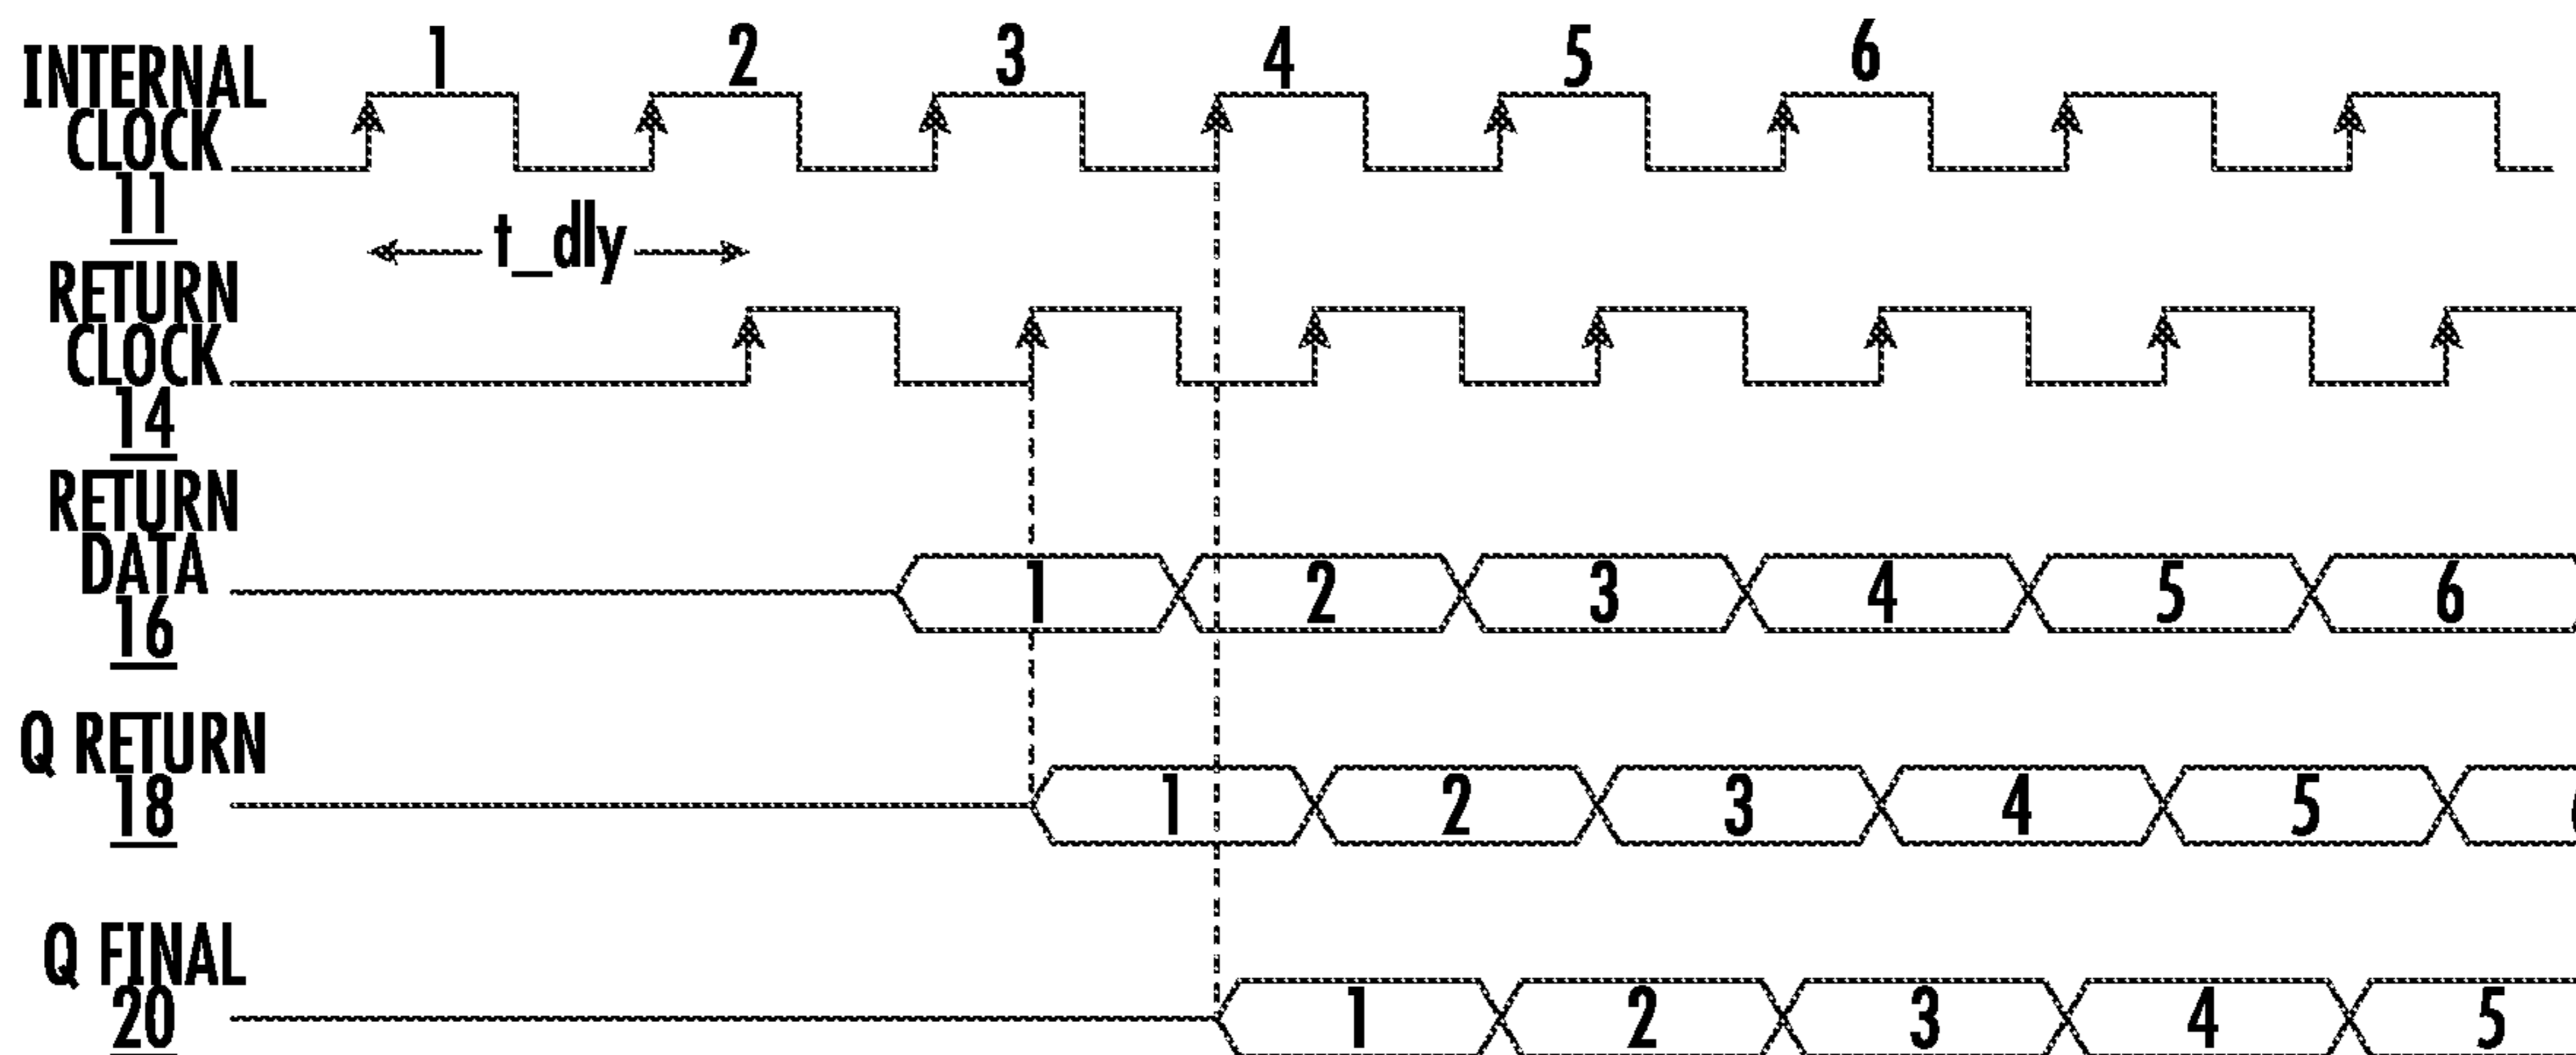 1 2 3 4 5 6
INTERNAL
CLOCK
11
t_dly
RETURN
CLOCK
14
RETURN
DATA
16
1 2 3 4 5 6
Q RETURN
18
1 2 3 4 5
Q FINAL
20
1 2 3 4 5